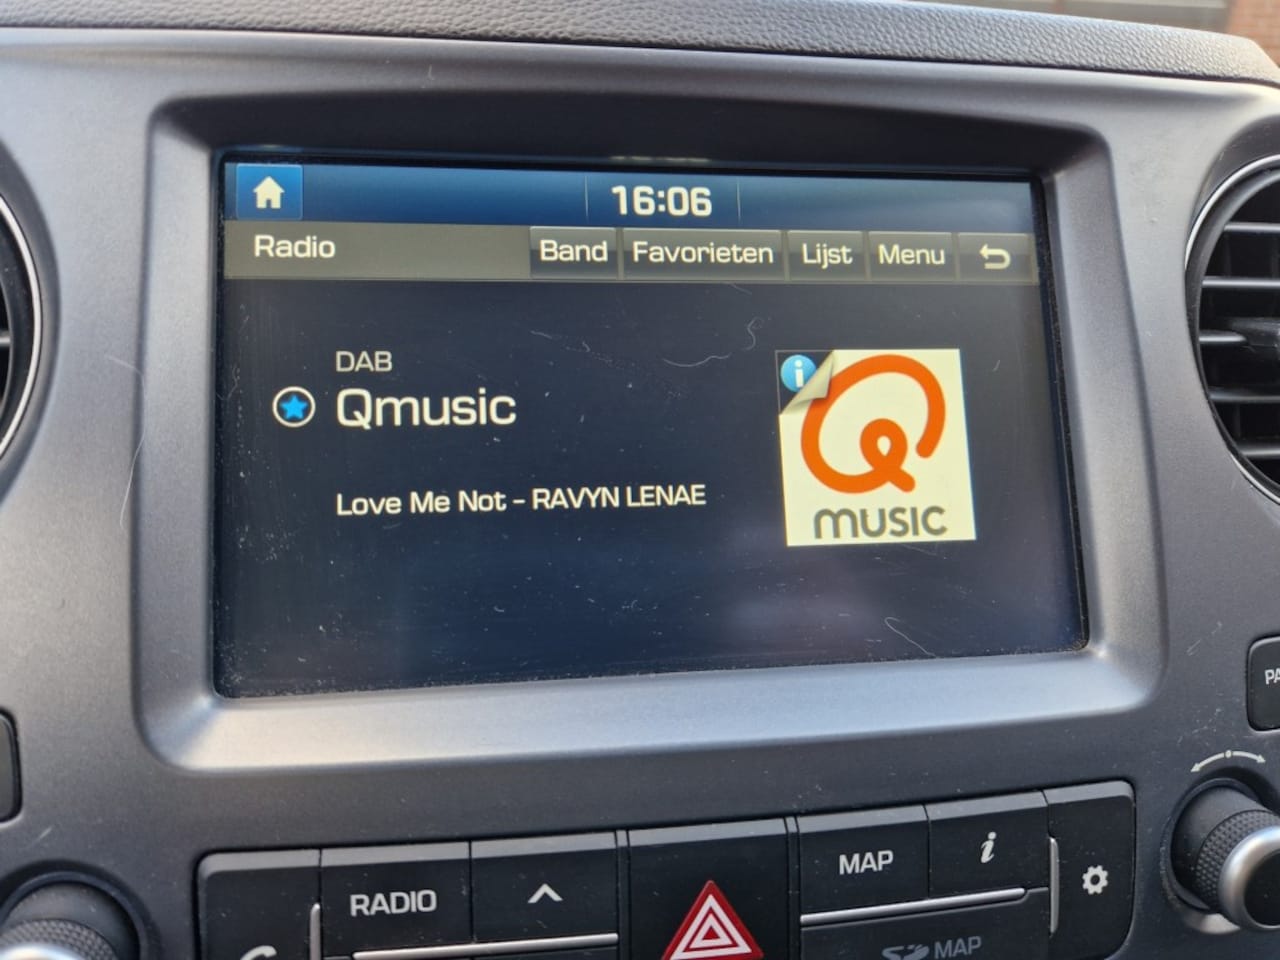 16:06
Radio
Band
Favorieten
Lijst
Menu
DAB
Qmusic
Love Me Not - RAVYN LENAE
i
MUSIC
RADIO
MAP
i
MAP